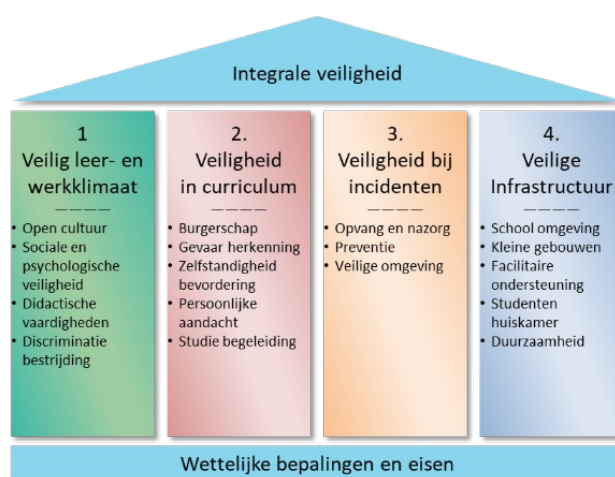 Integrale veiligheid
1
Veilig leer- en
werkklimaat
————
• Open cultuur
• Sociale en
psychologische
veiligheid
• Didactische
vaardigheden
• Discriminatie
bestrijding
2.
Veiligheid
in curriculum
————
• Burgerschap
• Gevaar herkenning
• Zelfstandigheid
bevordering
• Persoonlijke
aandacht
• Studie begeleiding
3.
Veiligheid bij
incidenten
————
• Opvang en nazorg
• Preventie
• Veilige omgeving
4.
Veilige
Infrastructuur
————
• School omgeving
• Kleine gebouwen
• Facilitaire
ondersteuning
• Studenten
huiskamer
• Duurzaamheid
Wettelijke bepalingen en eisen